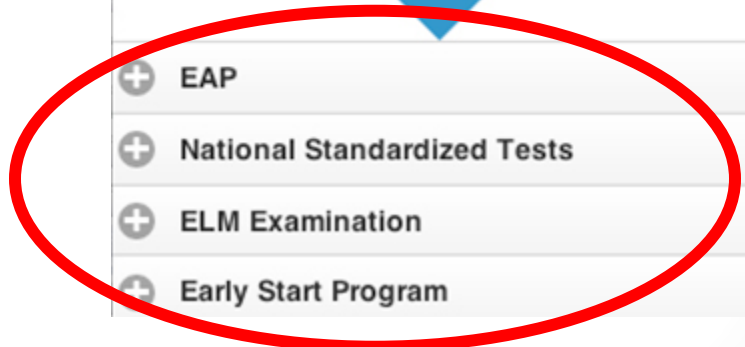 EAP
National Standardized Tests
ELM Examination
Early Start Program